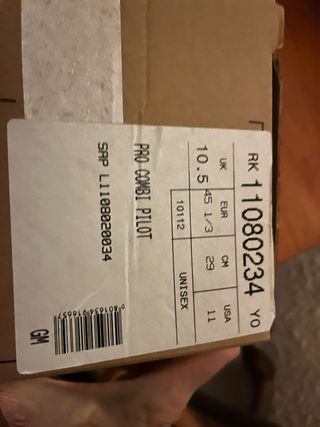 RK 11080234 YO
UK EUR CM USA
10.5 45 1/3 29 11
10112 UNISEX
PRO COMBI PILOT
SAP L1108020034
GM